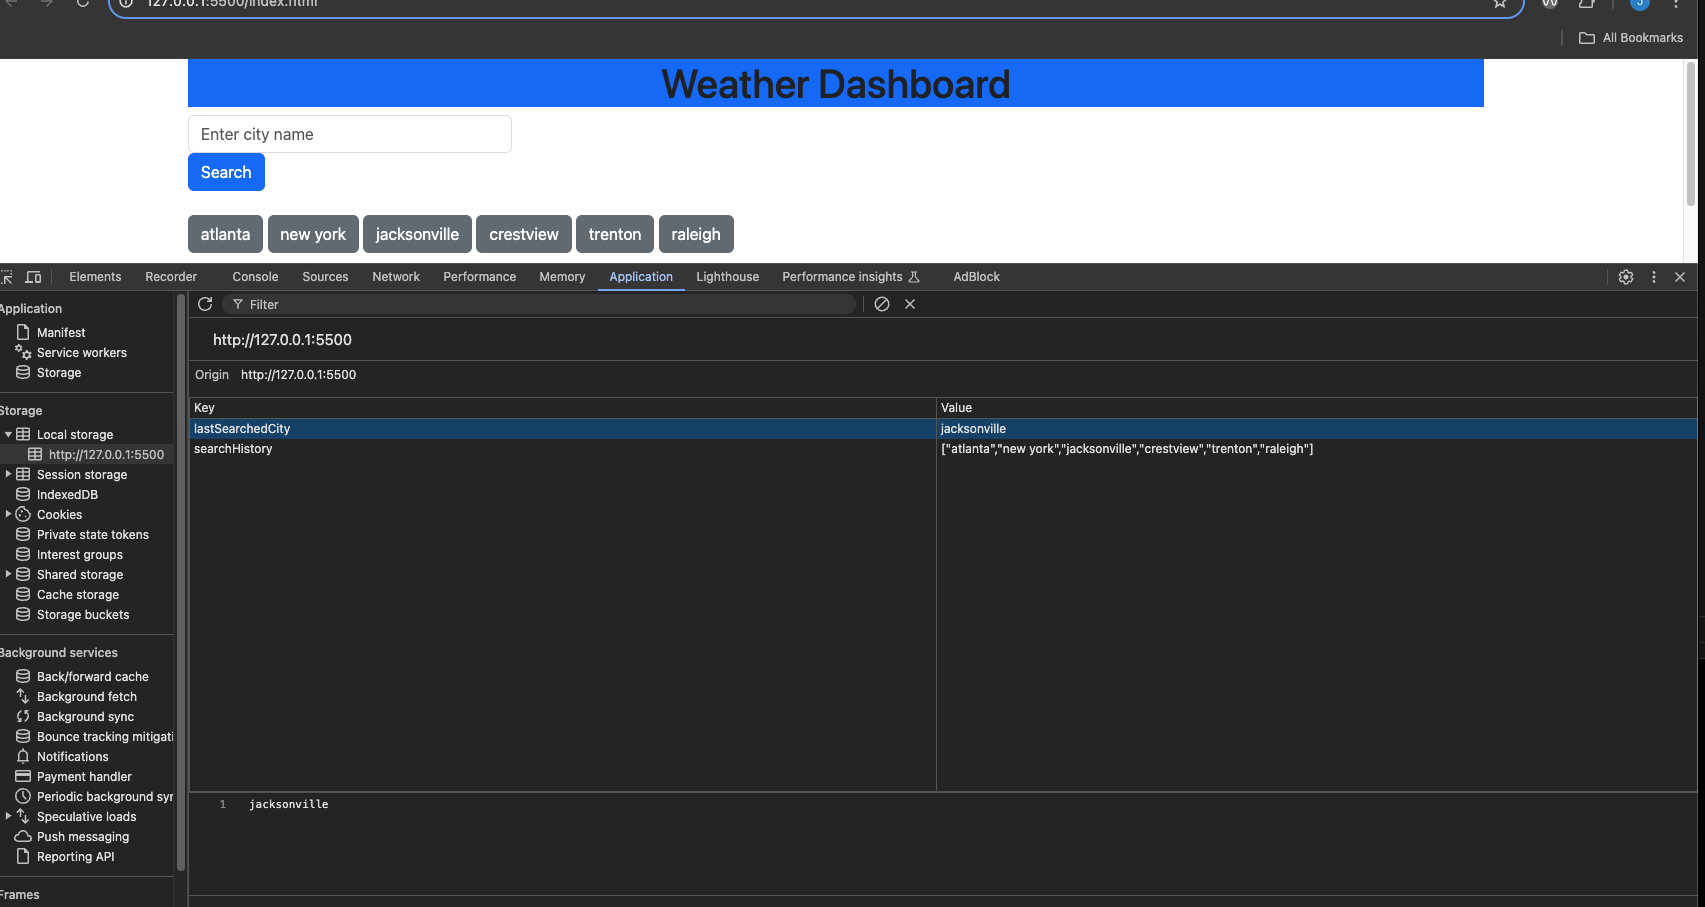 127.0.0.1:5500/index.html
J
All Bookmarks
Weather Dashboard
Enter city name
Search
atlanta new york jacksonville crestview trenton raleigh
Elements Recorder Console Sources Network Performance Memory Application Lighthouse Performance insights AdBlock
Application
Manifest
Service workers
Storage
Storage
Local storage
http://127.0.0.1:5500
Session storage
IndexedDB
Cookies
Private state tokens
Interest groups
Shared storage
Cache storage
Storage buckets
Background services
Back/forward cache
Background fetch
Background sync
Bounce tracking mitigati
Notifications
Payment handler
Periodic background syn
Speculative loads
Push messaging
Reporting API
Frames
Filter
http://127.0.0.1:5500
Origin http://127.0.0.1:5500
Key Value
lastSearchedCity jacksonville
searchHistory ["atlanta","new york","jacksonville","crestview","trenton","raleigh"]
1 jacksonville